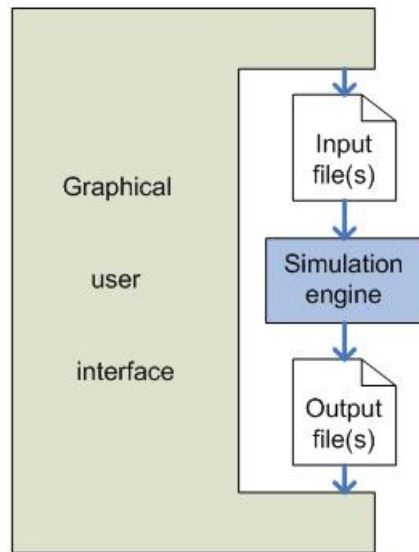 Graphical
user
interface
Input
file(s)
Simulation
engine
Output
file(s)